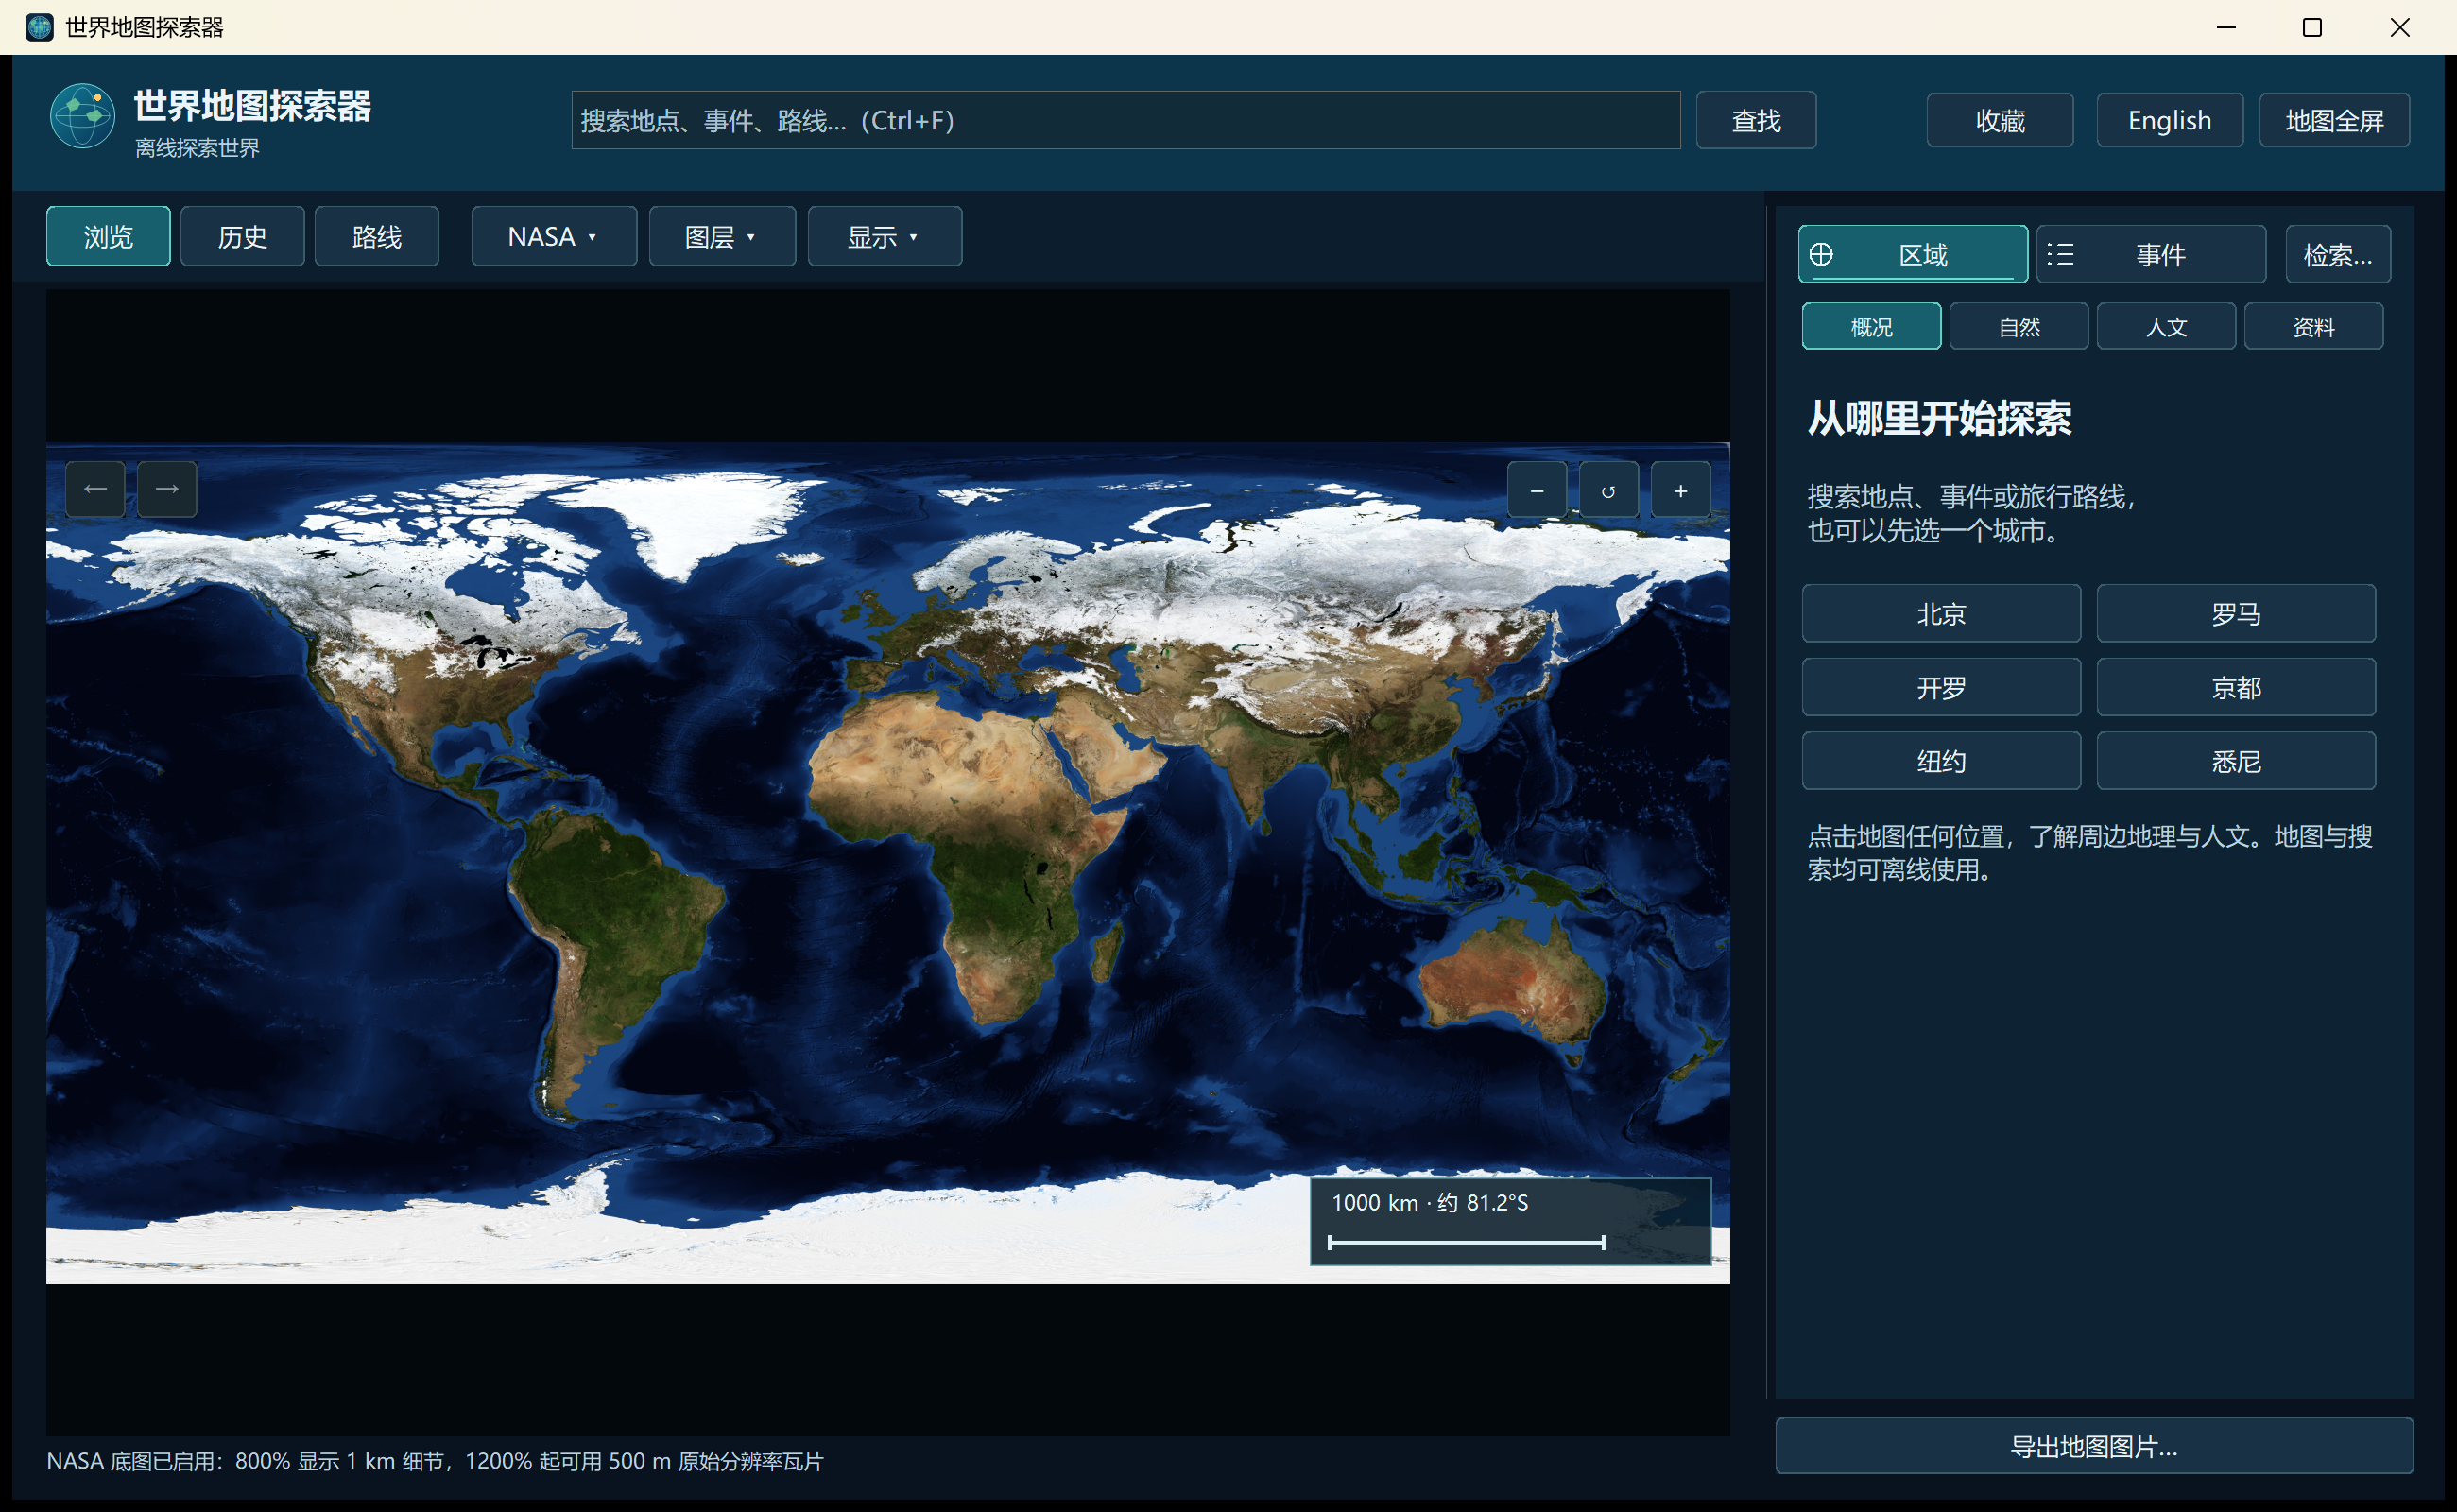 世界地图探索器
世界地图探索器
离线探索世界
搜索地点、事件、路线...（Ctrl+F）
查找
收藏
English
地图全屏
浏览
历史
路线
NASA
图层
显示
区域
事件
检索...
概况
自然
人文
资料
从哪里开始探索
搜索地点、事件或旅行路线，
也可以先选一个城市。
北京
罗马
开罗
京都
纽约
悉尼
点击地图任何位置，了解周边地理与人文。地图与搜
索均可离线使用。
1000 km · 约 81.2°S
NASA 底图已启用：800% 显示 1 km 细节，1200% 起可用 500 m 原始分辨率瓦片
导出地图图片...